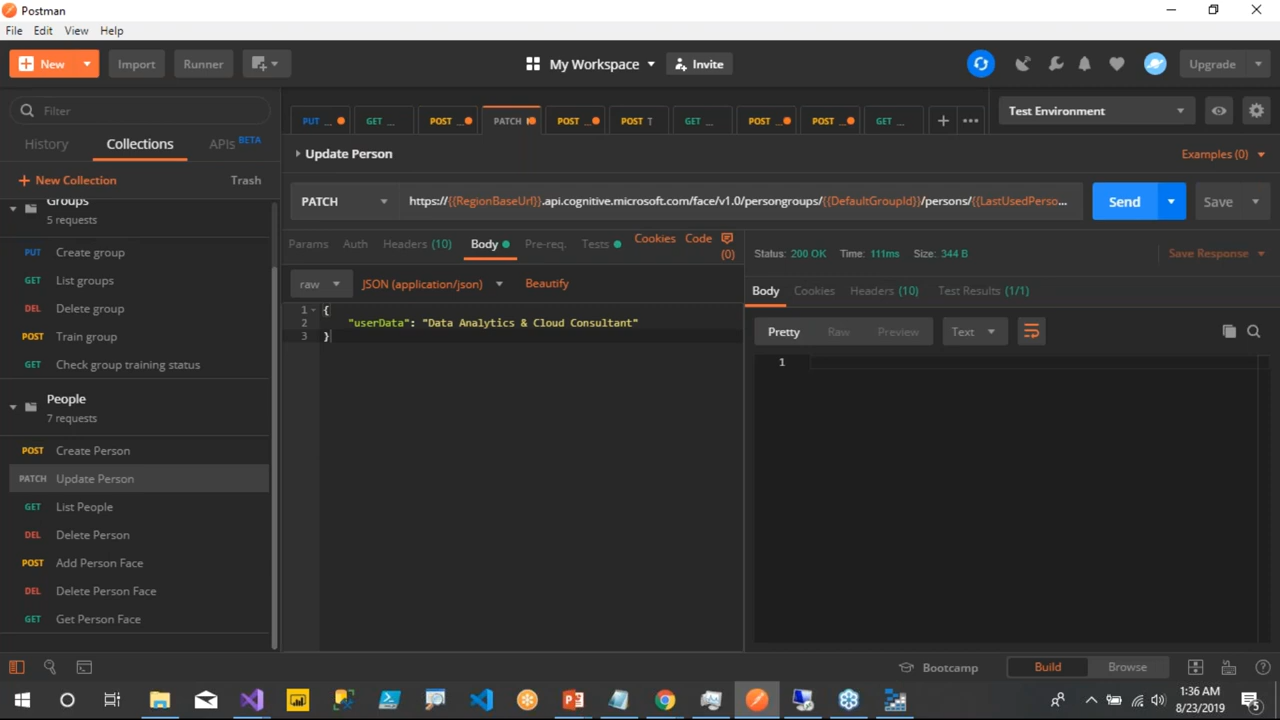 Postman
File Edit View Help
New Import Runner My Workspace Invite Upgrade
Filter
History Collections APIs BETA
New Collection Trash
Groups
5 requests
PUT Create group
GET List groups
DEL Delete group
POST Train group
GET Check group training status
People
7 requests
POST Create Person
PATCH Update Person
GET List People
DEL Delete Person
POST Add Person Face
DEL Delete Person Face
GET Get Person Face
PUT ... GET ... POST ... PATCH POST ... POST T GET ... POST ... POST ... GET ... Test Environment
Update Person Examples (0)
PATCH https://{{RegionBaseUrl}}.api.cognitive.microsoft.com/face/v1.0/persongroups/{{DefaultGroupId}}/persons/{{LastUsedPerso... Send Save
Params Auth Headers (10) Body Pre-req. Tests Cookies Code (0)
raw JSON (application/json) Beautify
1 {
2 "userData": "Data Analytics & Cloud Consultant"
3 }
Status: 200 OK Time: 111ms Size: 344 B Save Response
Body Cookies Headers (10) Test Results (1/1)
Pretty Raw Preview Text
1
Bootcamp Build Browse
1:36 AM
8/23/2019
5